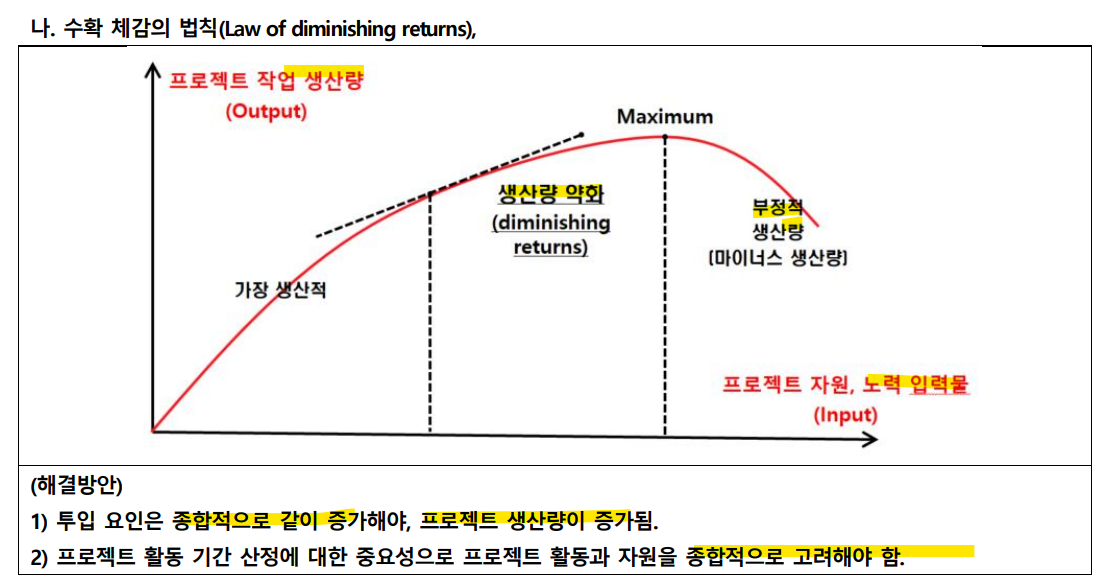 나. 수확 체감의 법칙(Law of diminishing returns),
프로젝트 작업 생산량
(Output)
Maximum
생산량 약화
(diminishing
returns)
부정적
생산량
(마이너스 생산량)
가장 생산적
프로젝트 자원, 노력 입력물
(Input)
(해결방안)
1) 투입 요인은 종합적으로 같이 증가해야, 프로젝트 생산량이 증가됨.
2) 프로젝트 활동 기간 산정에 대한 중요성으로 프로젝트 활동과 자원을 종합적으로 고려해야 함.